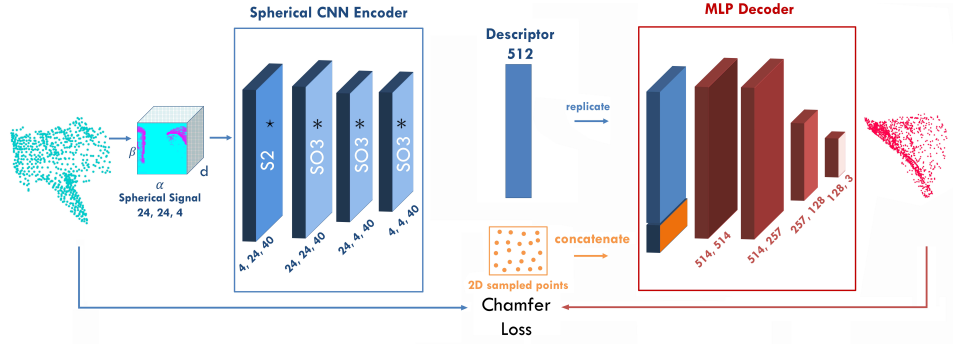 Spherical CNN Encoder
MLP Decoder
Descriptor
512
S2
*
SO3
*
SO3
*
SO3
*
replicate
β
α
d
Spherical Signal
24, 24, 4
4, 24, 40
24, 24, 40
24, 4, 40
4, 4, 40
concatenate
2D sampled points
514, 514
514, 257
257, 128
128, 3
Chamfer
Loss